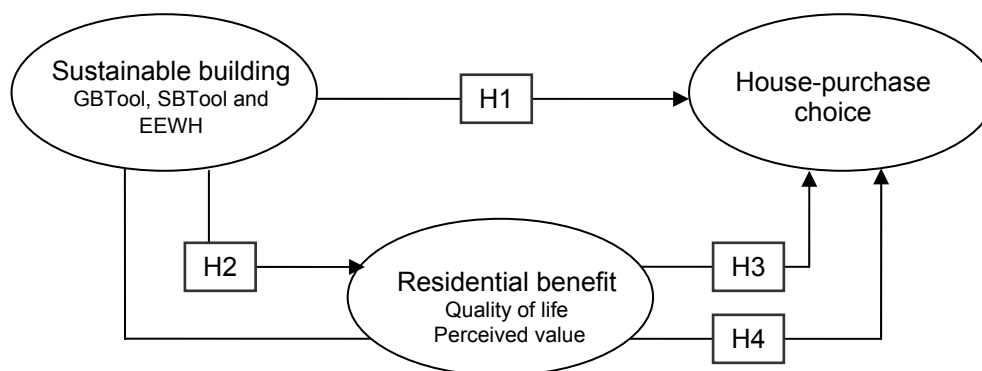 Sustainable building
GBTool, SBTool and
EEWH
H1
House-purchase
choice
H2
Residential benefit
Quality of life
Perceived value
H3
H4